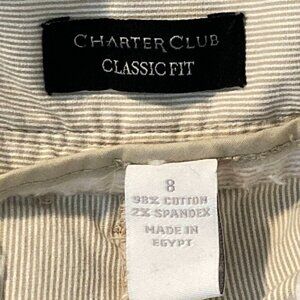 CHARTER CLUB
CLASSIC FIT
8
98% COTTON
2% SPANDEX
MADE IN
EGYPT